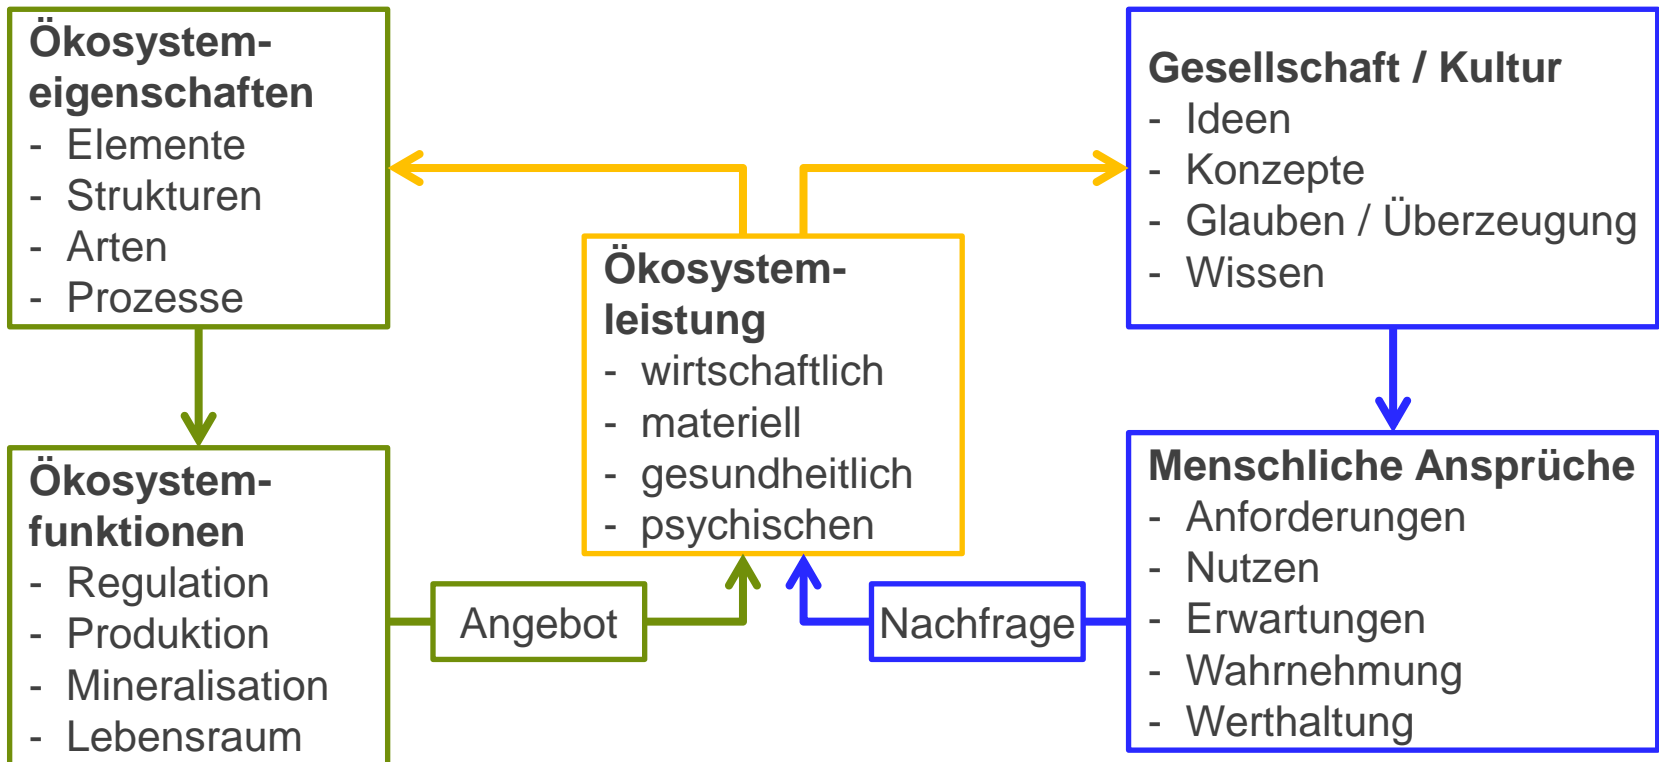 Ökosystem-
eigenschaften
- Elemente
- Strukturen
- Arten
- Prozesse
Gesellschaft / Kultur
- Ideen
- Konzepte
- Glauben / Überzeugung
- Wissen
Ökosystem-
leistung
- wirtschaftlich
- materiell
- gesundheitlich
- psychischen
Ökosystem-
funktionen
- Regulation
- Produktion
- Mineralisation
- Lebensraum
Angebot
Nachfrage
Menschliche Ansprüche
- Anforderungen
- Nutzen
- Erwartungen
- Wahrnehmung
- Werthaltung